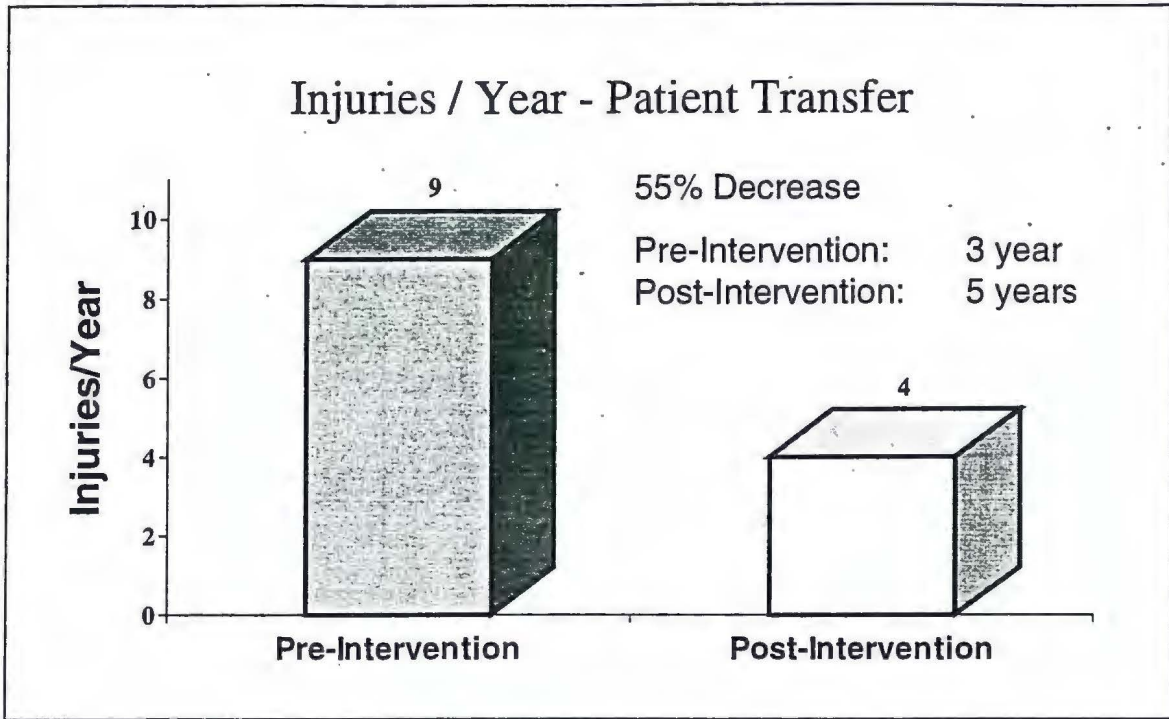 Injuries / Year - Patient Transfer
55% Decrease
Pre-Intervention: 3 year
Post-Intervention: 5 years
Injuries/Year
10
8
6
4
2
0
9
4
Pre-Intervention
Post-Intervention